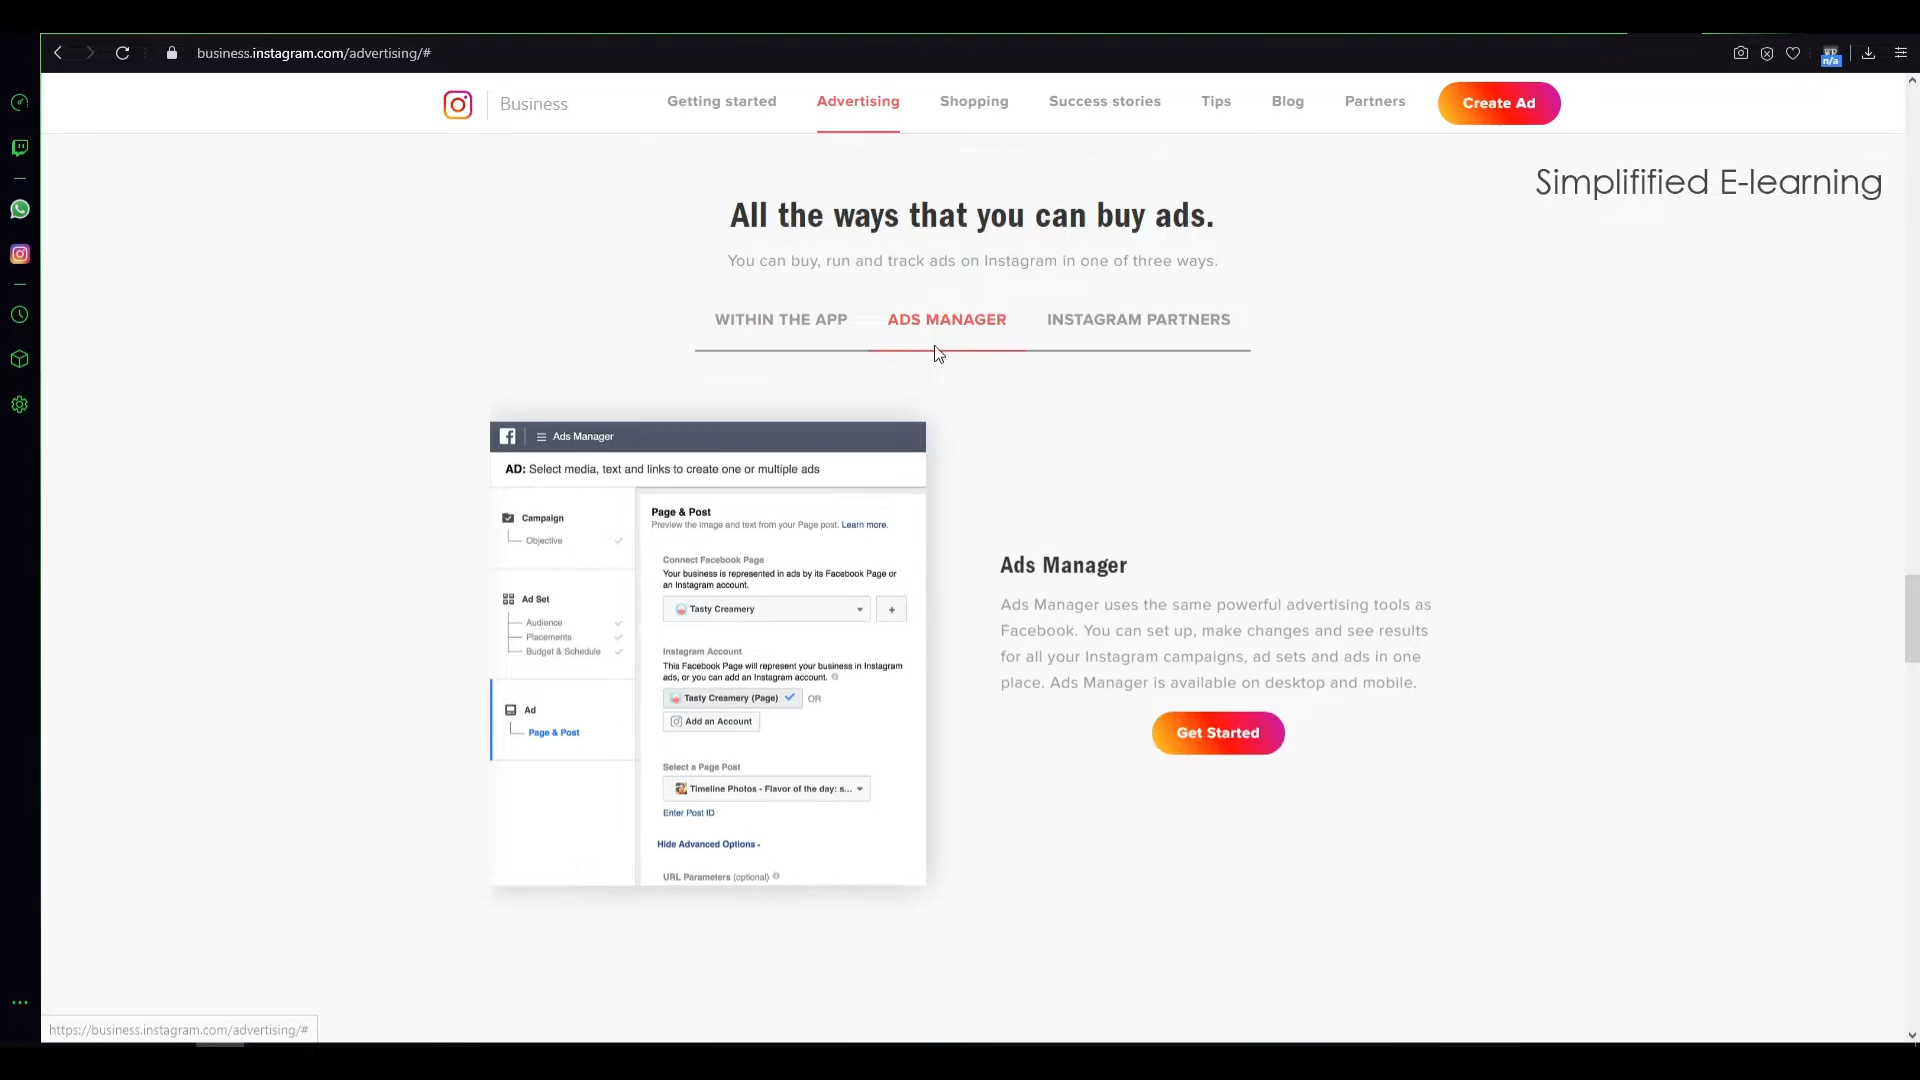 business.instagram.com/advertising/#
n/a
Business
Getting started
Advertising
Shopping
Success stories
Tips
Blog
Partners
Create Ad
Simplifified E-learning
All the ways that you can buy ads.
You can buy, run and track ads on Instagram in one of three ways.
WITHIN THE APP
ADS MANAGER
INSTAGRAM PARTNERS
Ads Manager
AD: Select media, text and links to create one or multiple ads
Campaign
Objective
Ad Set
Audience
Placements
Budget & Schedule
Ad
Page & Post
Page & Post
Preview the image and text from your Page post. Learn more.
Connect Facebook Page
Your business is represented in ads by its Facebook Page or
an Instagram account.
Tasty Creamery
+
Instagram Account
This Facebook Page will represent your business in Instagram
ads, or you can add an Instagram account.
Tasty Creamery (Page)
OR
Add an Account
Select a Page Post
Timeline Photos - Flavor of the day: s...
Enter Post ID
Hide Advanced Options
URL Parameters (optional)
Ads Manager
Ads Manager uses the same powerful advertising tools as
Facebook. You can set up, make changes and see results
for all your Instagram campaigns, ad sets and ads in one
place. Ads Manager is available on desktop and mobile.
Get Started
https://business.instagram.com/advertising/#